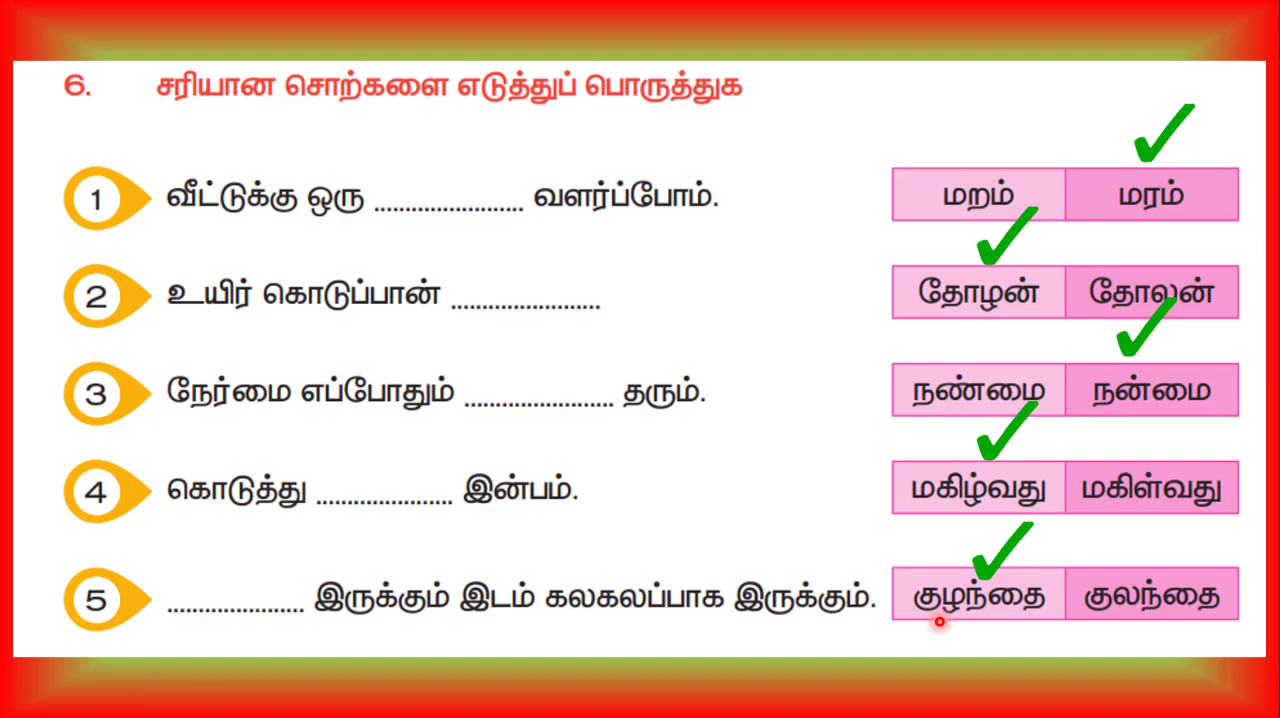 6. சரியான சொற்களை எடுத்துப் பொருத்துக
1 வீட்டுக்கு ஒரு ........................ வளர்ப்போம். மறம் மரம்
2 உயிர் கொடுப்பான் ........................ தோழன் தோலன்
3 நேர்மை எப்போதும் ........................ தரும். நண்மை நன்மை
4 கொடுத்து ...................... இன்பம். மகிழ்வது மகிள்வது
5 ...................... இருக்கும் இடம் கலகலப்பாக இருக்கும். குழந்தை குலந்தை